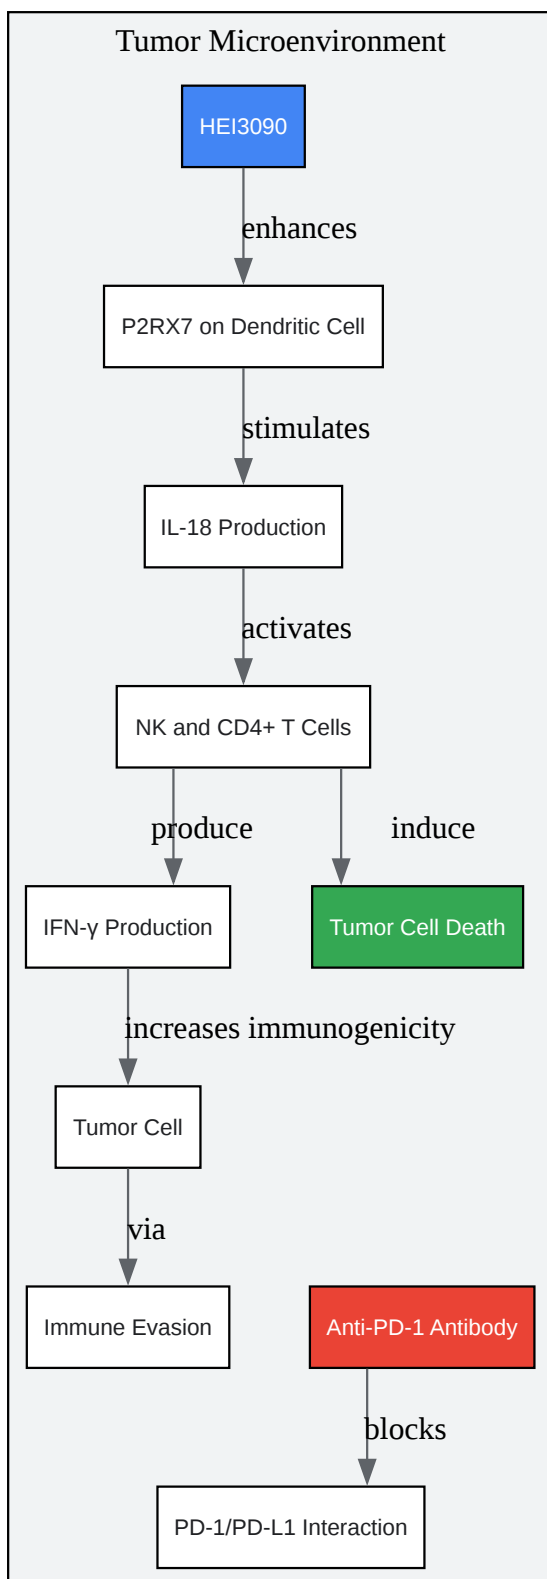 Tumor Microenvironment
HEI3090
enhances
P2RX7 on Dendritic Cell
stimulates
IL-18 Production
activates
NK and CD4+ T Cells
produce
induce
IFN-γ Production
Tumor Cell Death
increases immunogenicity
Tumor Cell
via
Immune Evasion
Anti-PD-1 Antibody
blocks
PD-1/PD-L1 Interaction